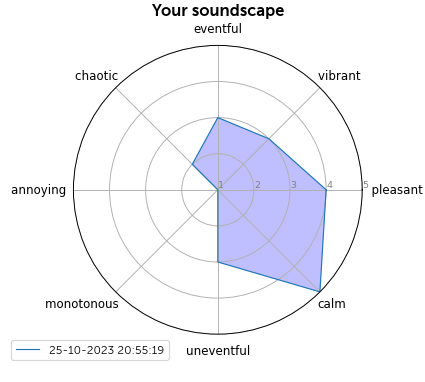 Your soundscape
eventful
chaotic
vibrant
annoying
1
2
3
4
5
pleasant
monotonous
calm
uneventful
25-10-2023 20:55:19